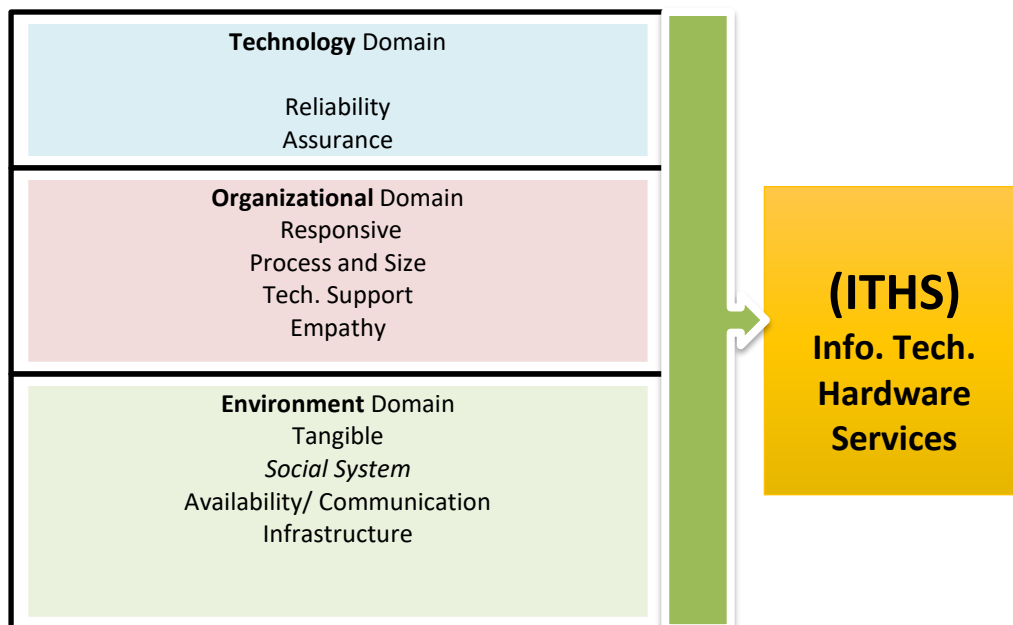 Technology Domain
Reliability
Assurance
Organizational Domain
Responsive
Process and Size
Tech. Support
Empathy
Environment Domain
Tangible
Social System
Availability/ Communication
Infrastructure
(ITHS)
Info. Tech.
Hardware
Services